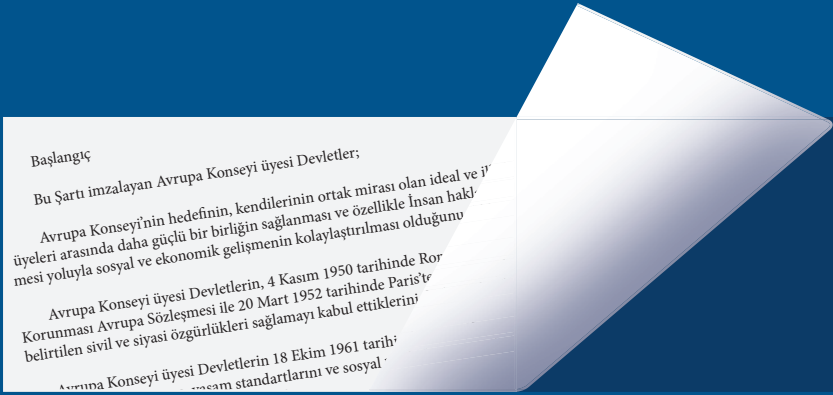 Başlangıç
Bu Şartı imzalayan Avrupa Konseyi üyesi Devletler;
Avrupa Konseyi’nin hedefinin, kendilerinin ortak mirası olan ideal ve
üyeleri arasında daha güçlü bir birliğin sağlanması ve özellikle İnsan
mesi yoluyla sosyal ve ekonomik gelişmenin kolaylaştırılması olduğunu
Avrupa Konseyi üyesi Devletlerin, 4 Kasım 1950 tarihinde
Korunması Avrupa Sözleşmesi ile 20 Mart 1952 tarihinde Paris’te
belirtilen sivil ve siyasi özgürlükleri sağlamayı kabul ettiklerini
Avrupa Konseyi üyesi Devletlerin 18 Ekim 1961
yaşam standartlarını ve sosyal